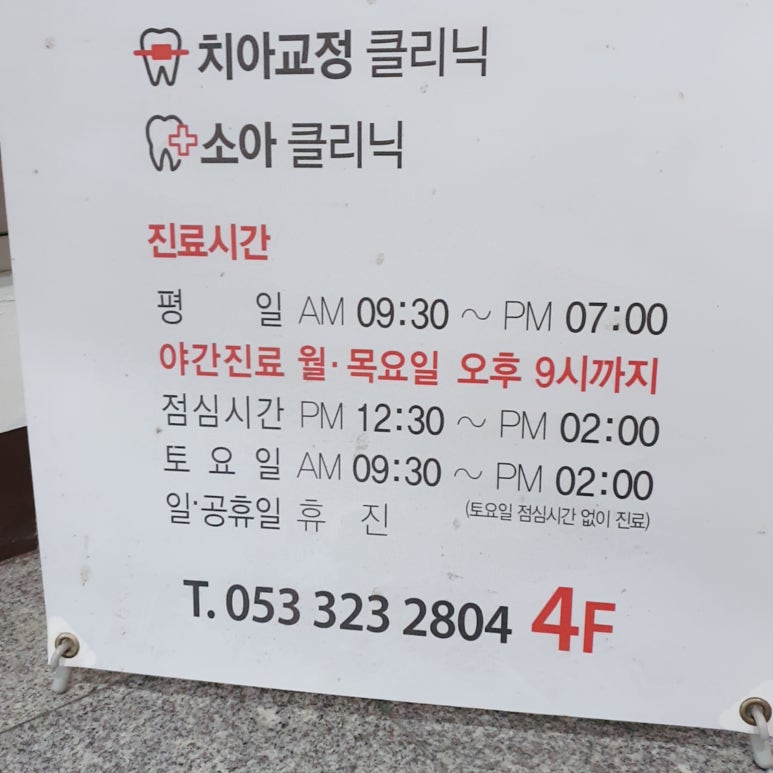 치아교정 클리닉
소아 클리닉
진료시간
평 일 AM 09:30 ~ PM 07:00
야간진료 월·목요일 오후 9시까지
점심시간 PM 12:30 ~ PM 02:00
토 요 일 AM 09:30 ~ PM 02:00
일·공휴일 휴 진 (토요일 점심시간 없이 진료)
T. 053 323 2804 4F